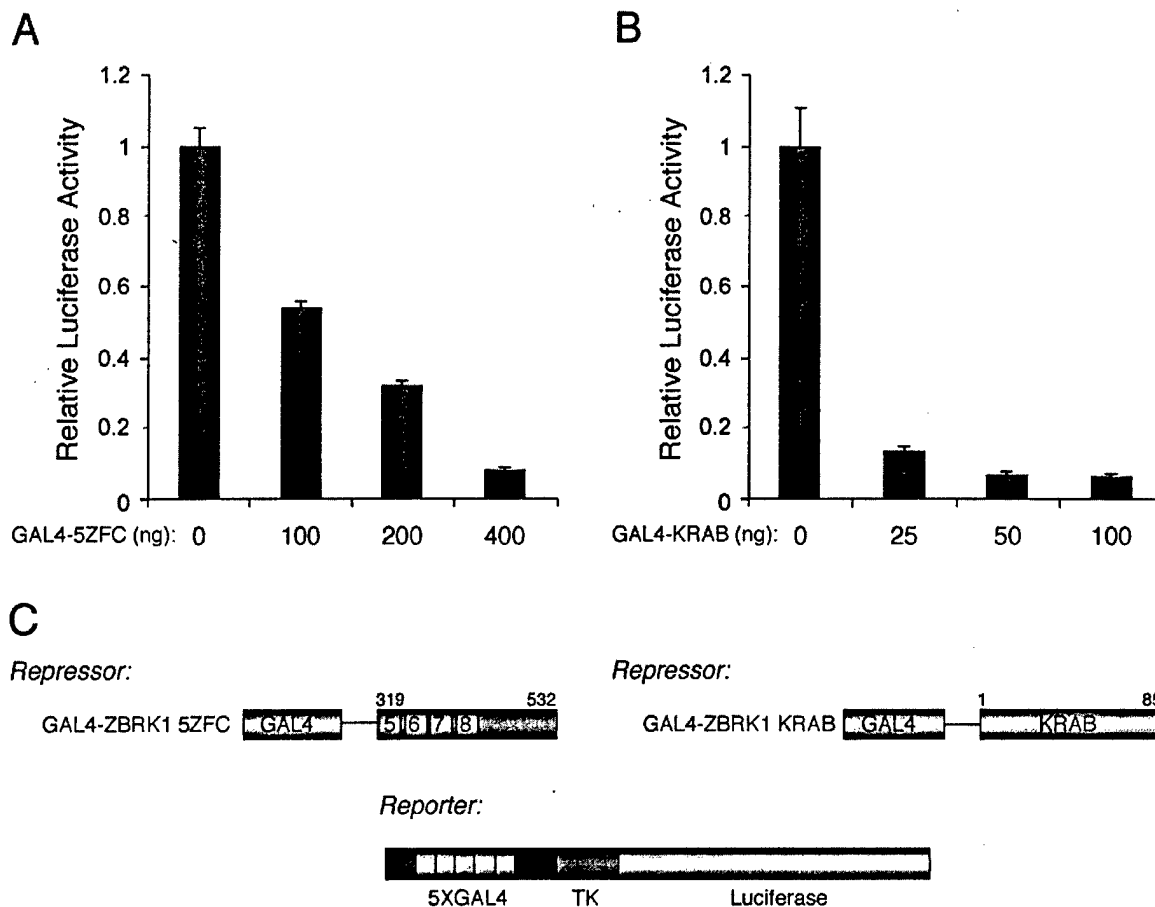 A
Relative Luciferase Activity
1.2
1
0.8
0.6
0.4
0.2
0
GAL4-5ZFC (ng): 0 100 200 400
B
Relative Luciferase Activity
1.2
1
0.8
0.6
0.4
0.2
0
GAL4-KRAB (ng): 0 25 50 100
C
Repressor:
319 532
GAL4-ZBRK1 5ZFC GAL4 5 6 7 8
Repressor:
1 85
GAL4-ZBRK1 KRAB GAL4 KRAB
Reporter:
5XGAL4 TK Luciferase